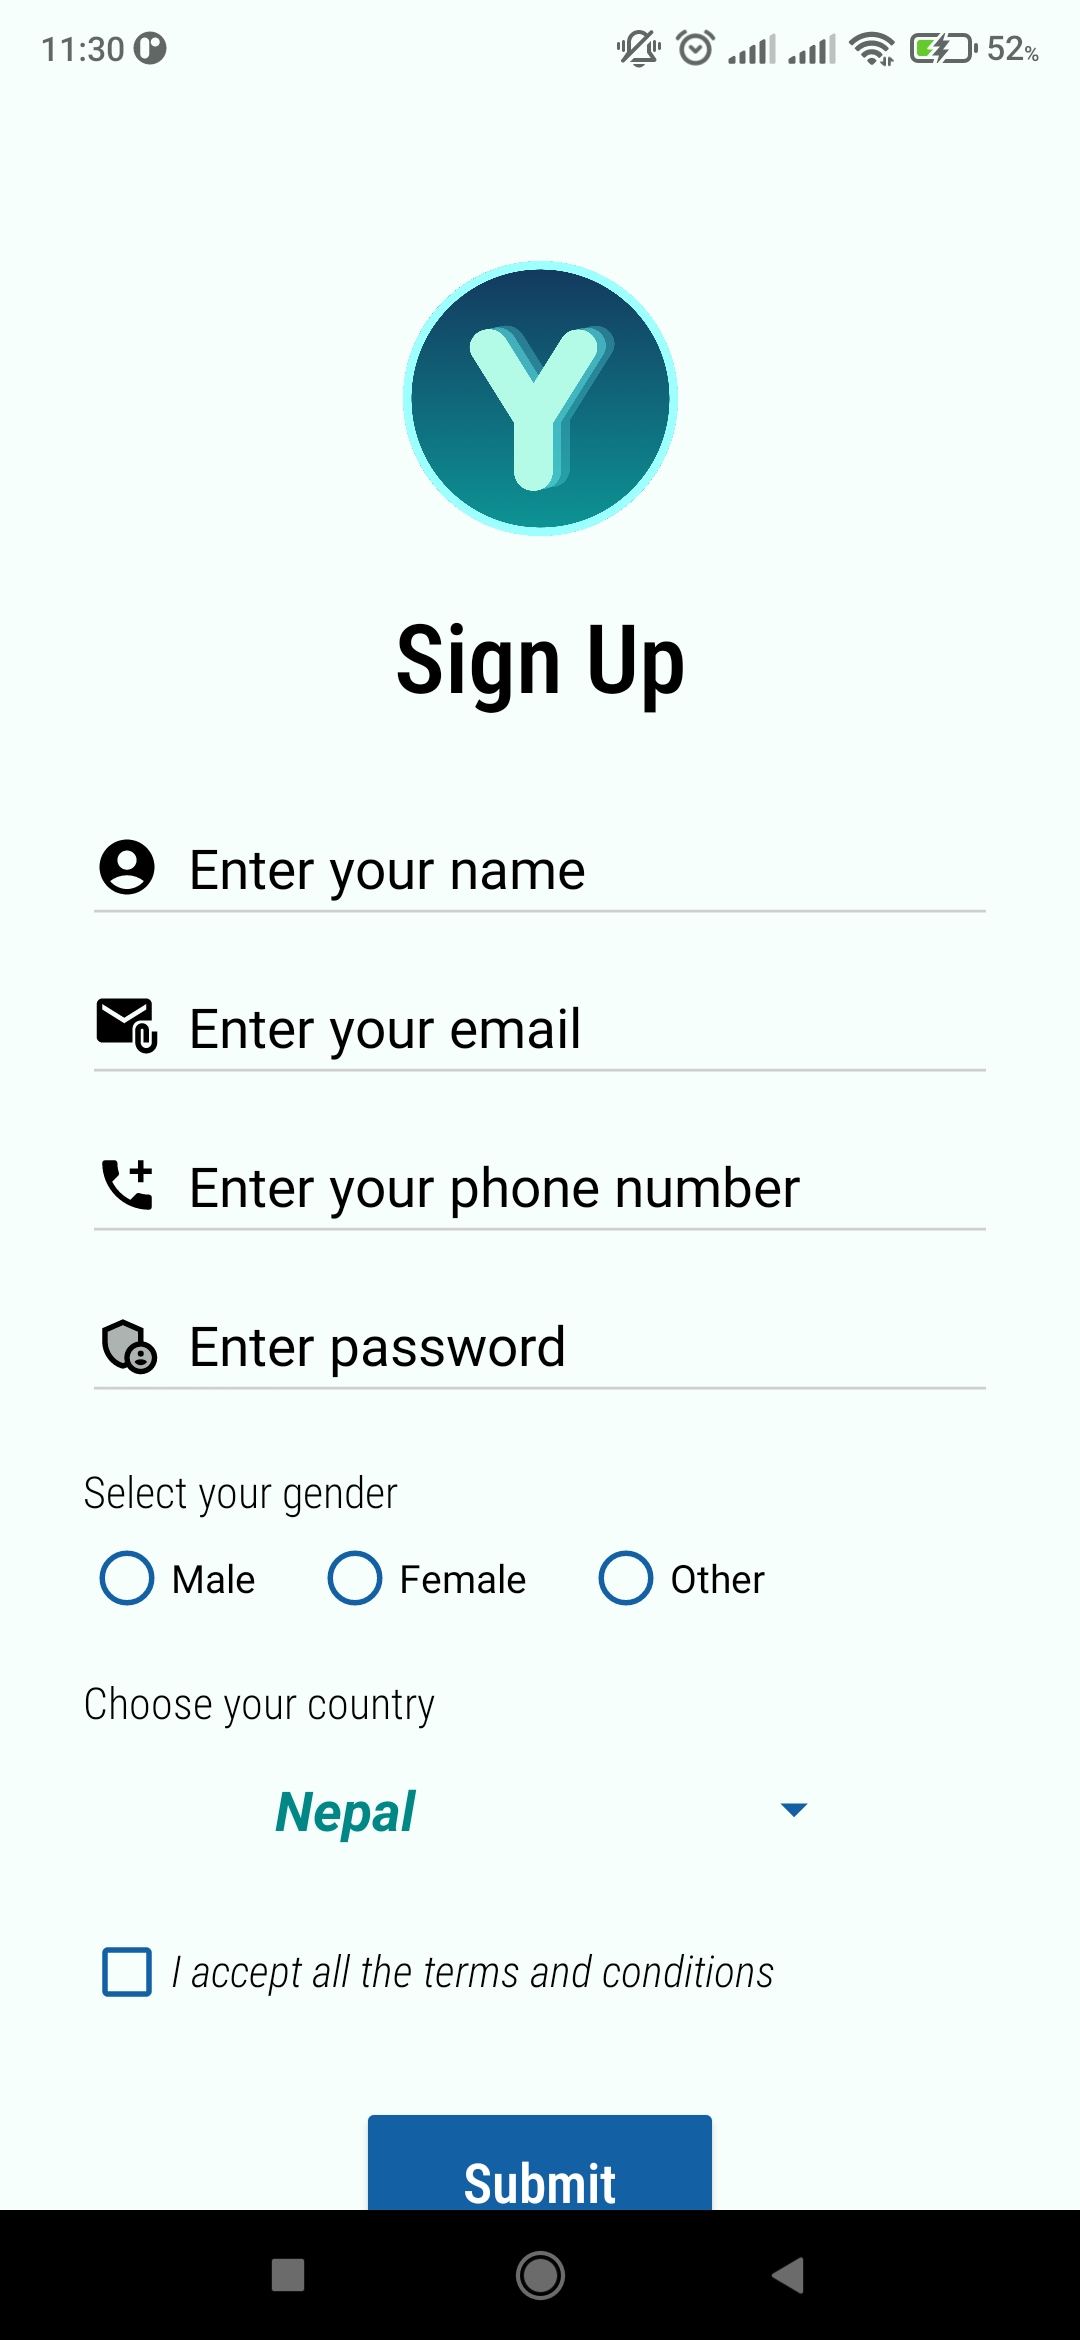 11:30 52%
Y
Sign Up
Enter your name
Enter your email
Enter your phone number
Enter password
Select your gender
Male Female Other
Choose your country
Nepal
I accept all the terms and conditions
Submit